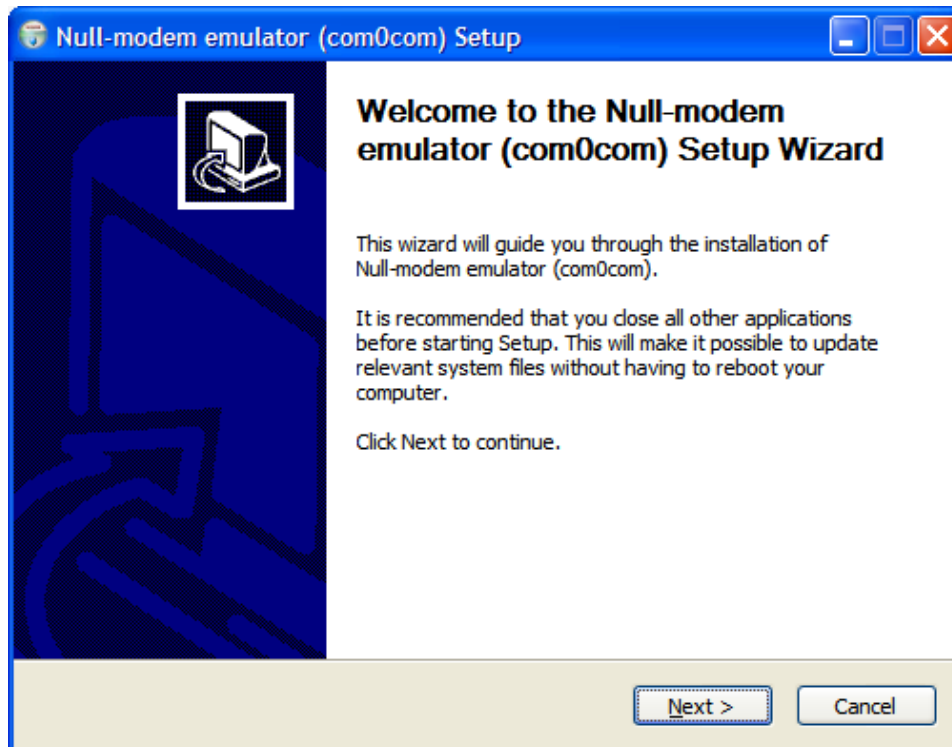 Null-modem emulator (com0com) Setup
Welcome to the Null-modem
emulator (com0com) Setup Wizard
This wizard will guide you through the installation of
Null-modem emulator (com0com).
It is recommended that you close all other applications
before starting Setup. This will make it possible to update
relevant system files without having to reboot your
computer.
Click Next to continue.
Next >
Cancel